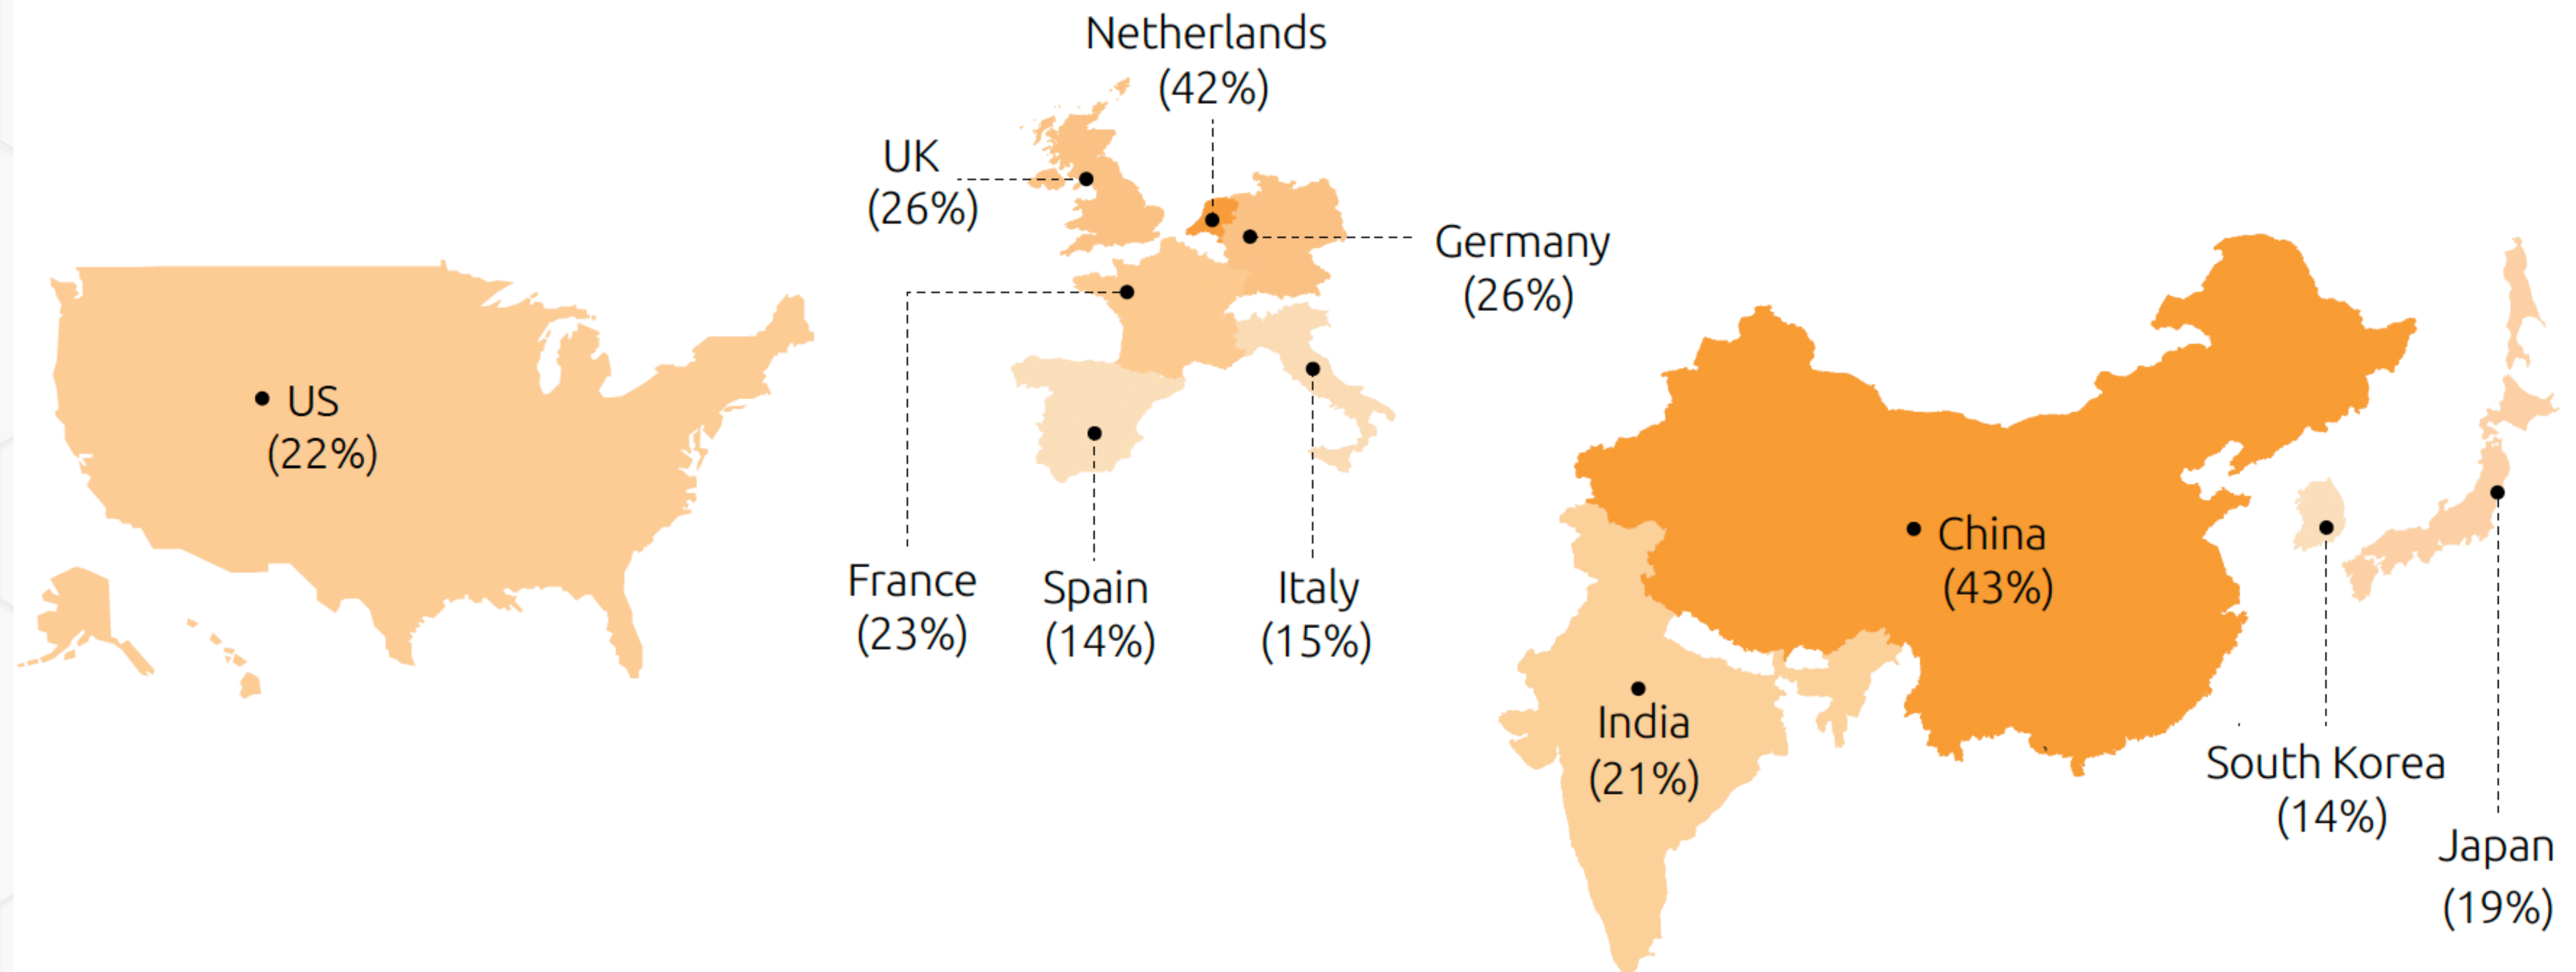 Netherlands
(42%)
UK
(26%)
Germany
(26%)
US
(22%)
France
(23%)
Spain
(14%)
Italy
(15%)
China
(43%)
India
(21%)
South Korea
(14%)
Japan
(19%)